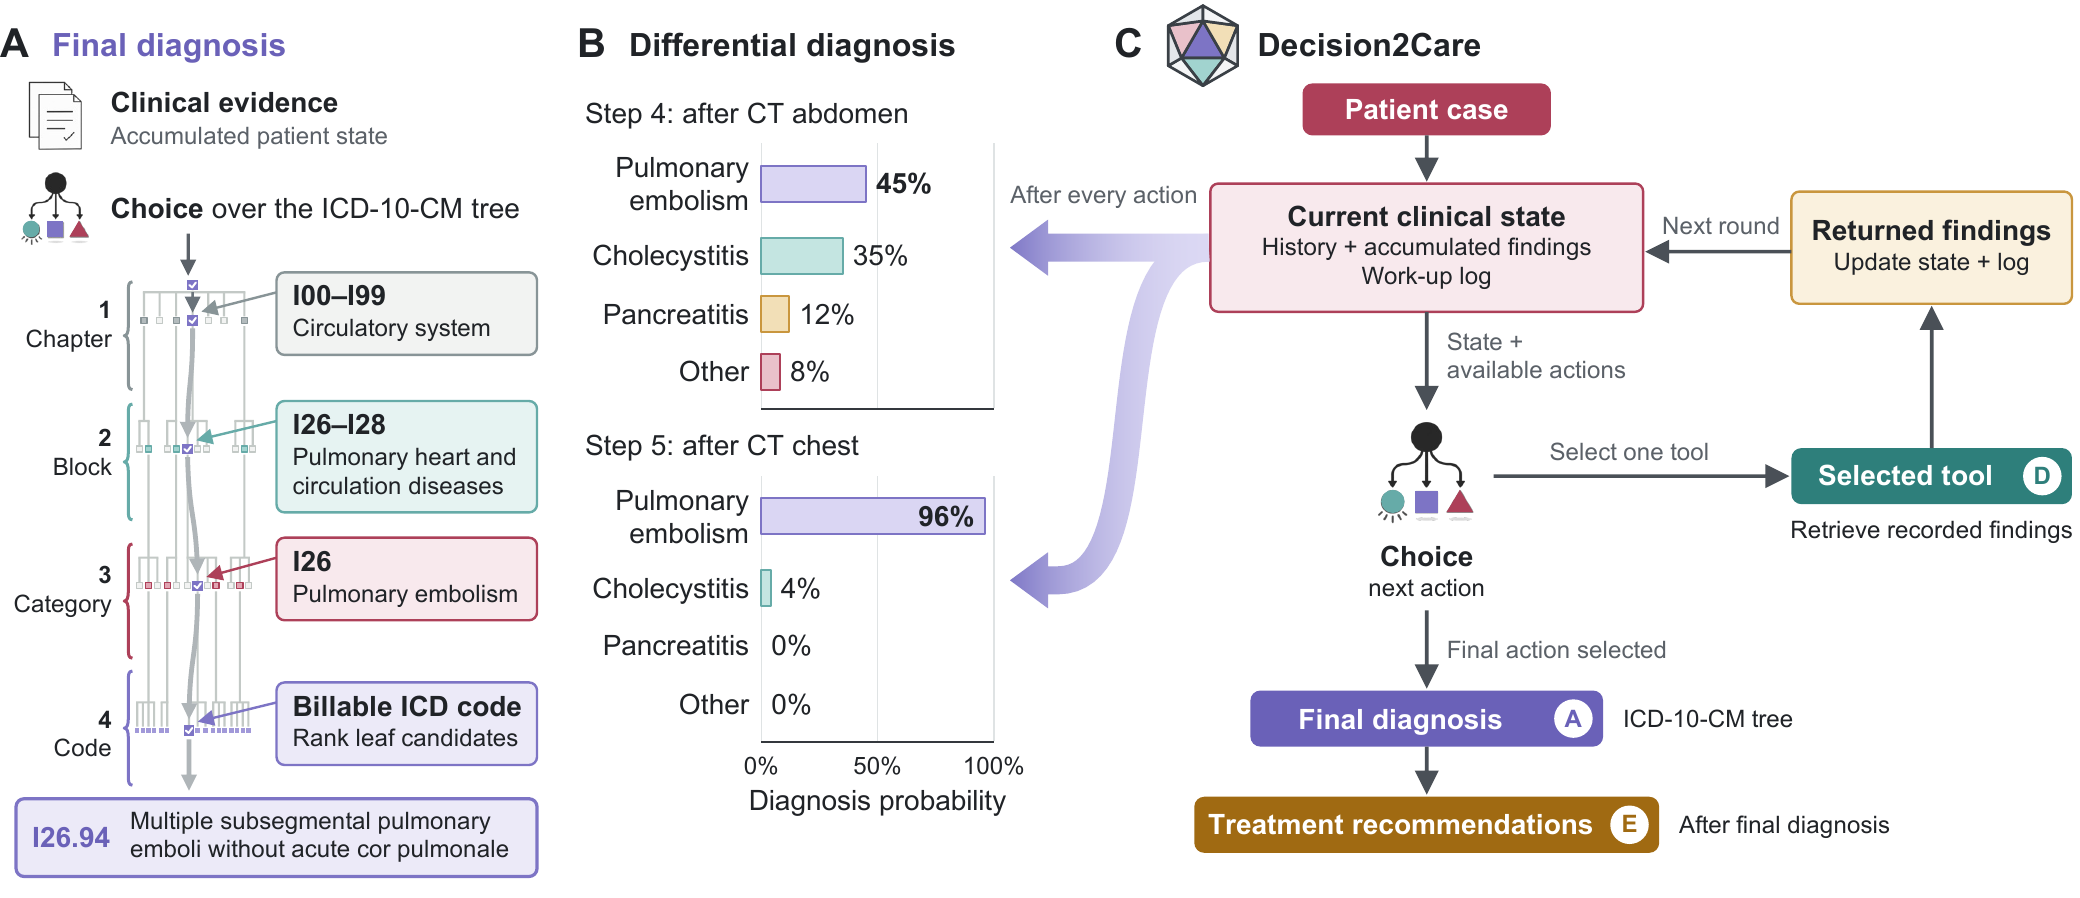 A Final diagnosis
Clinical evidence
Accumulated patient state
Choice over the ICD-10-CM tree
1
Chapter
I00–I99
Circulatory system
2
Block
I26–I28
Pulmonary heart and
circulation diseases
3
Category
I26
Pulmonary embolism
4
Code
Billable ICD code
Rank leaf candidates
I26.94
Multiple subsegmental pulmonary
emboli without acute cor pulmonale
B Differential diagnosis
Step 4: after CT abdomen
Pulmonary
embolism
45%
Cholecystitis 35%
Pancreatitis 12%
Other 8%
Step 5: after CT chest
Pulmonary
embolism
96%
Cholecystitis 4%
Pancreatitis 0%
Other 0%
0% 50% 100%
Diagnosis probability
C Decision2Care
Patient case
After every action
Current clinical state
History + accumulated findings
Work-up log
Next round
Returned findings
Update state + log
State +
available actions
Select one tool
Selected tool D
Retrieve recorded findings
Choice
next action
Final action selected
Final diagnosis A
ICD-10-CM tree
Treatment recommendations E
After final diagnosis